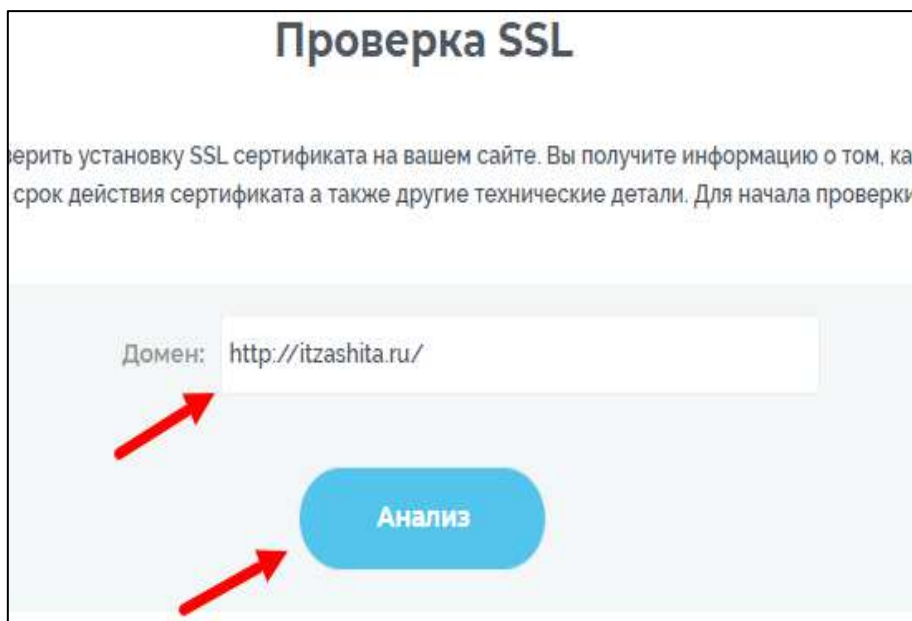 Проверка SSL
верить установку SSL сертификата на вашем сайте. Вы получите информацию о том, ка
срок действия сертификата а также другие технические детали. Для начала проверки
Домен: http://itzashita.ru/
Анализ